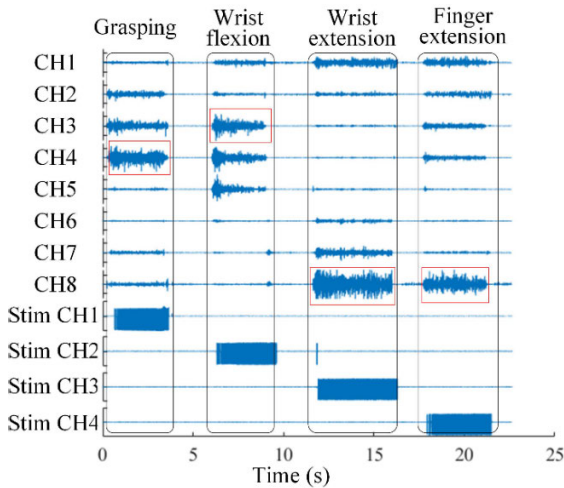 Grasping
Wrist
flexion
Wrist
extension
Finger
extension
CH1
CH2
CH3
CH4
CH5
CH6
CH7
CH8
Stim CH1
Stim CH2
Stim CH3
Stim CH4
0 5 10 15 20 25
Time (s)